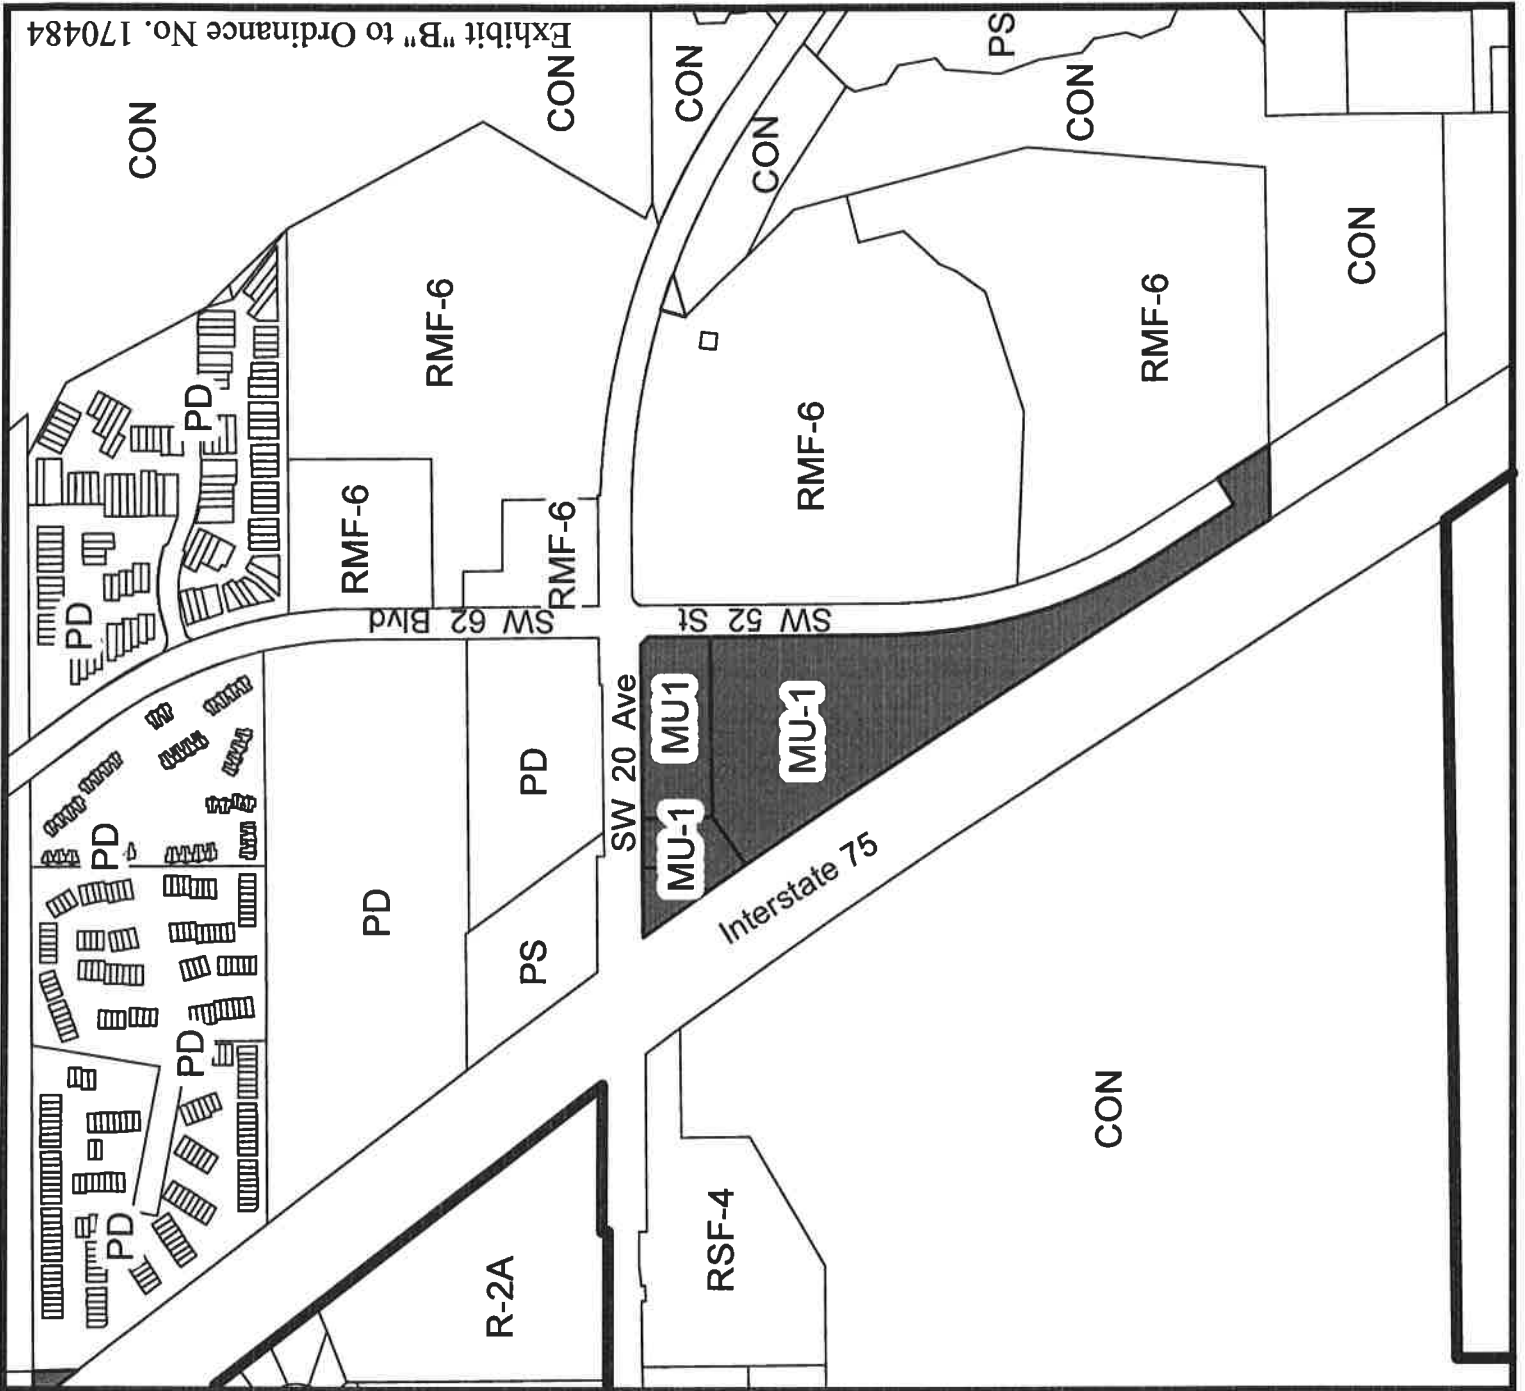 Exhibit "B" to Ordinance No. 170484
CON
CON
CON
PS
CON
CON
CON
RMF-6
RMF-6
PD
RMF-6
RMF-6
RMF-6
PD
SW 62 Blvd
SW 52 St
SW 20 Ave
MU1
MU-1
MU-1
PD
PD
PD
PS
Interstate 75
PD
PD
CON
RSF-4
R-2A